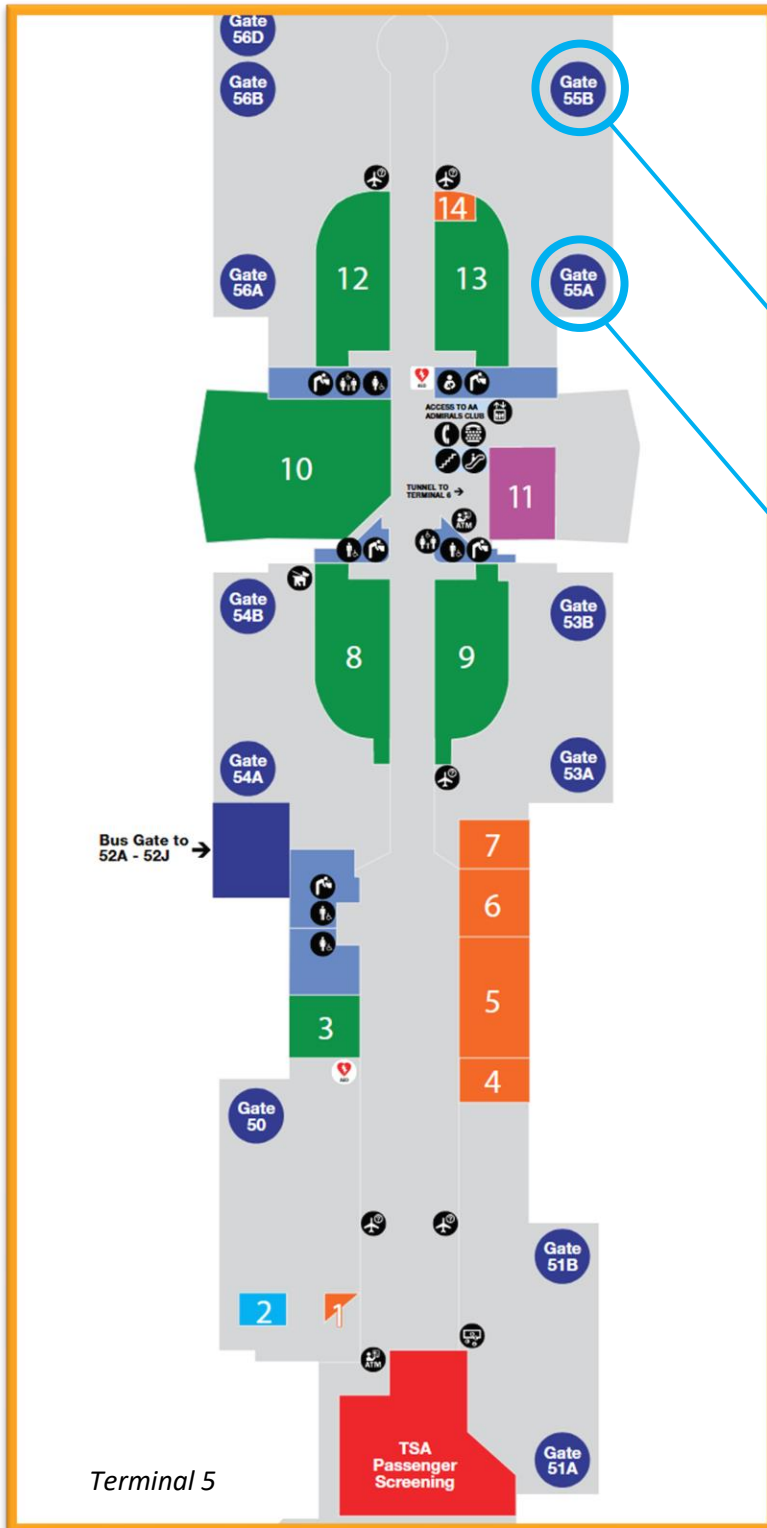 Gate
56D
Gate
56B
Gate
55B
14
12
13
Gate
56A
Gate
55A
AED
ACCESS TO AA
ADMIRALS CLUB
10
TUNNEL TO
TERMINAL 6 →
11
ATM
Gate
54B
Gate
53B
8
9
Gate
54A
Gate
53A
Bus Gate to
52A - 52J →
7
6
5
3
4
AED
Gate
50
Gate
51B
2
1
ATM
TSA
Passenger
Screening
Gate
51A
Terminal 5